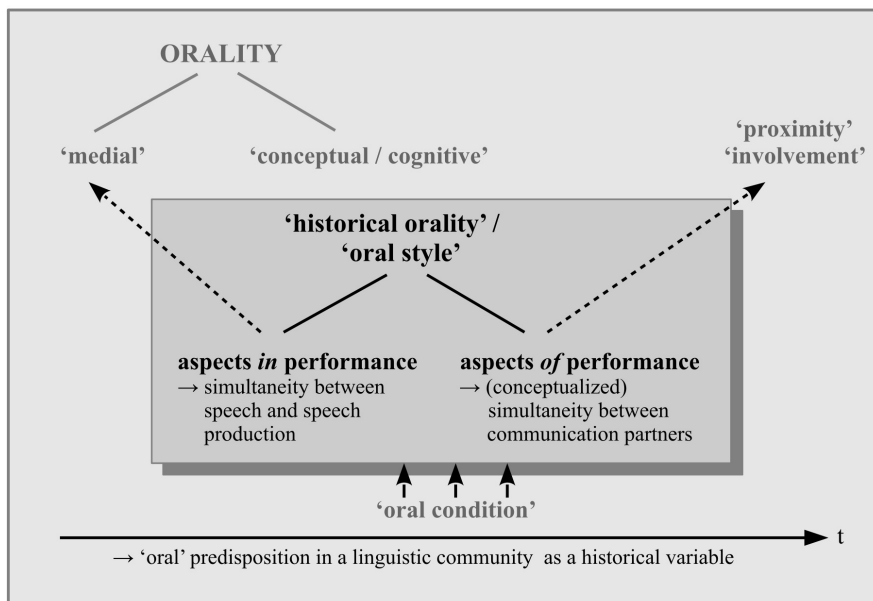 ORALITY
‘medial’
‘conceptual / cognitive’
‘proximity’
‘involvement’
‘historical orality’ /
‘oral style’
aspects in performance
→ simultaneity between
speech and speech
production
aspects of performance
→ (conceptualized)
simultaneity between
communication partners
‘oral condition’
t
→ ‘oral’ predisposition in a linguistic community as a historical variable